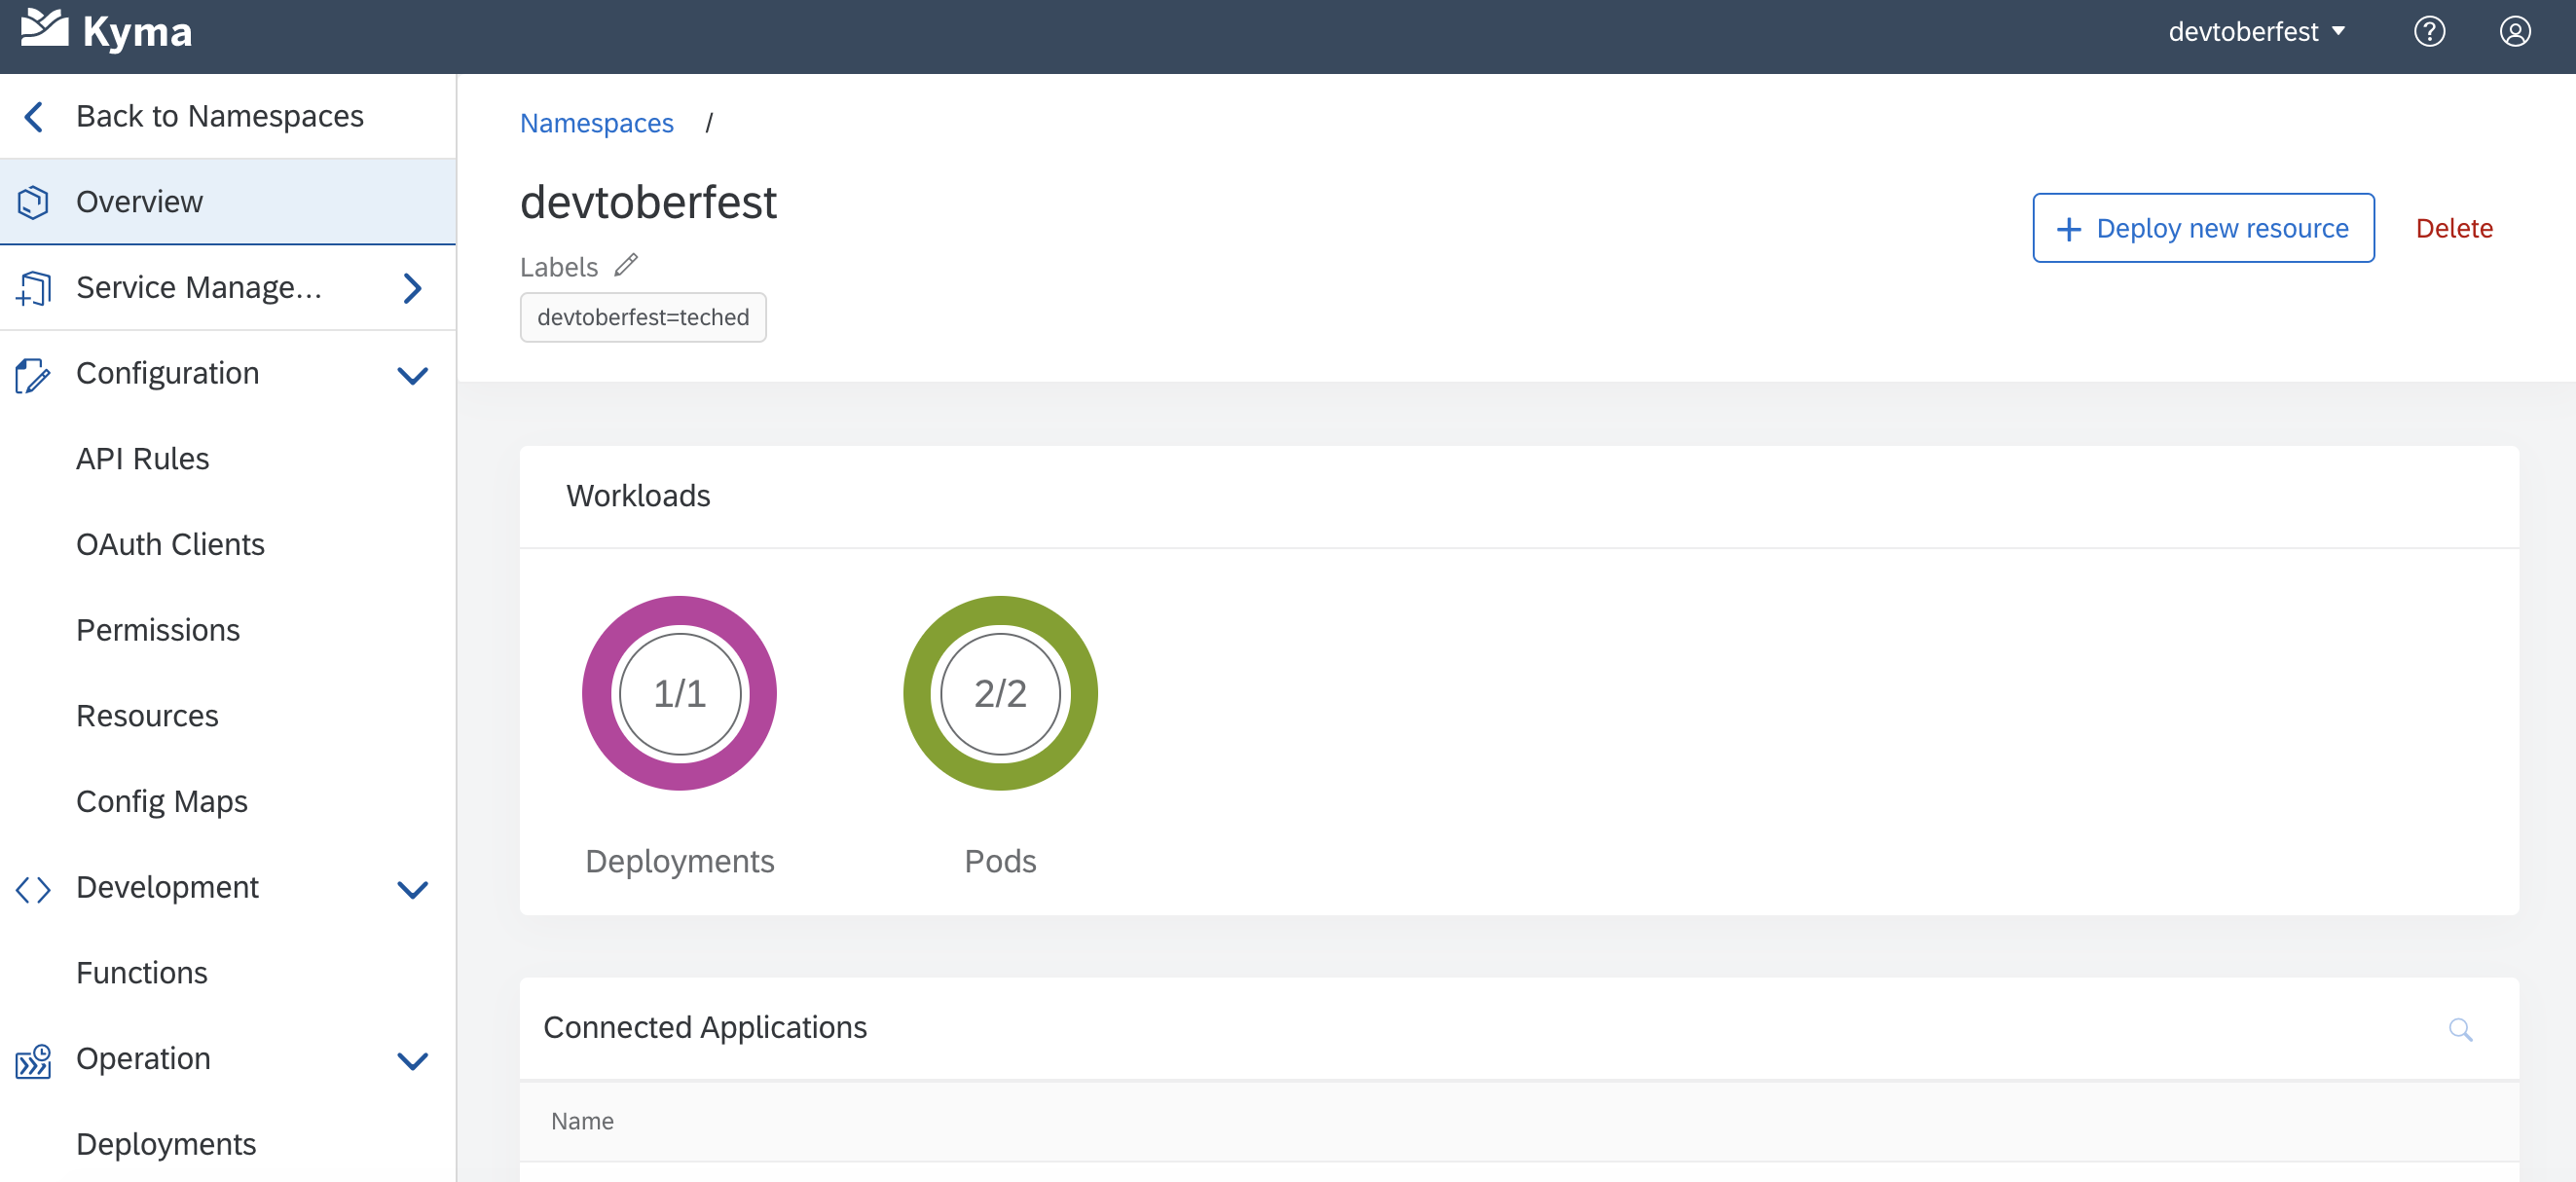 Kyma
devtoberfest
Back to Namespaces
Overview
Service Manage...
Configuration
API Rules
OAuth Clients
Permissions
Resources
Config Maps
Development
Functions
Operation
Deployments
Namespaces /
devtoberfest
+ Deploy new resource
Delete
Labels
devtoberfest=teched
Workloads
1/1
2/2
Deployments
Pods
Connected Applications
Name